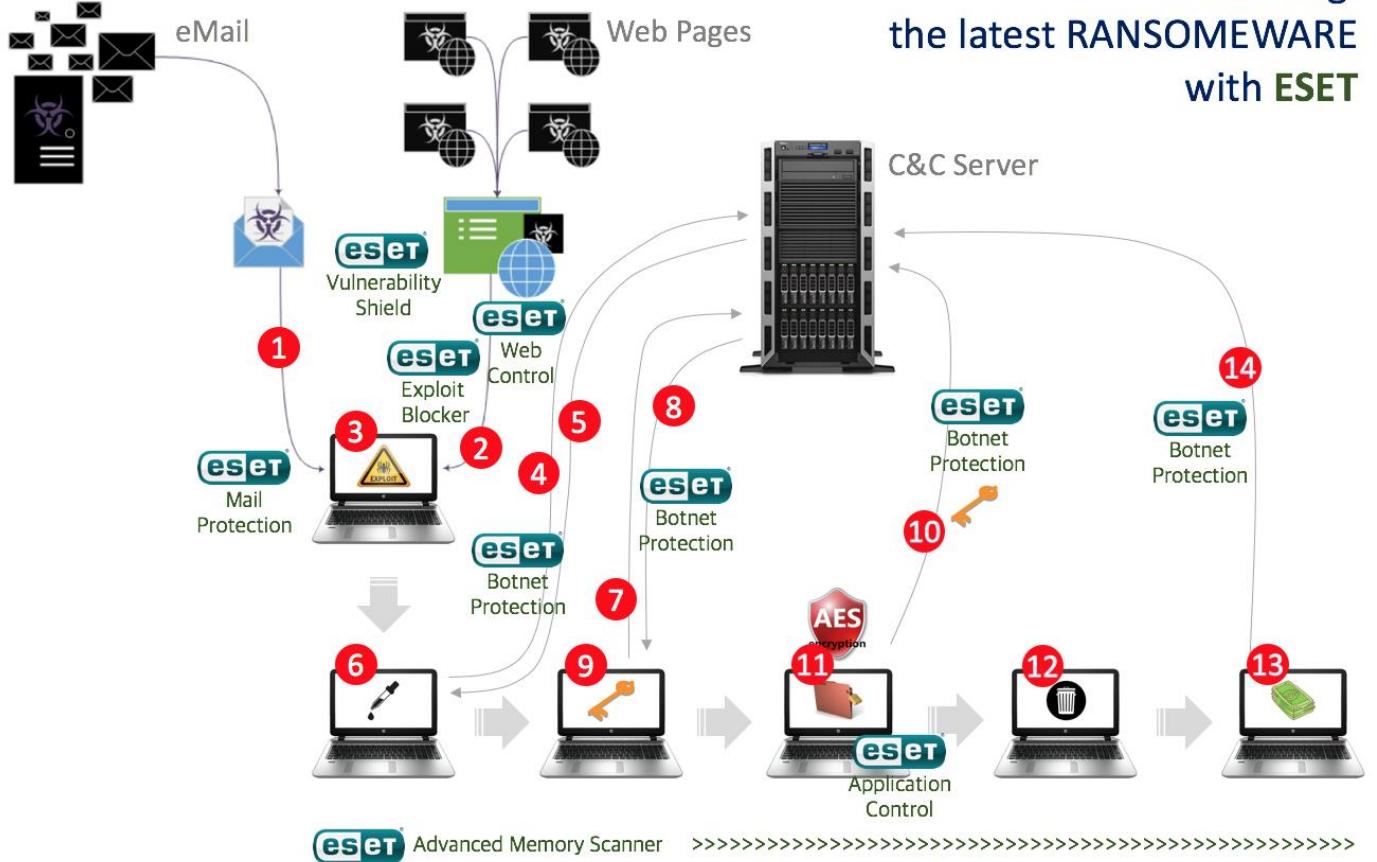 eMail
Web Pages
the latest RANSOMEWARE
with ESET
C&C Server
eset
Vulnerability
Shield
eset
Web
Control
eset
Exploit
Blocker
1
2
3
EXPLOIT
4
5
8
14
eset
Mail
Protection
eset
Botnet
Protection
eset
Botnet
Protection
eset
Botnet
Protection
eset
Botnet
Protection
10
7
AES
encryption
6
9
11
12
13
eset
Application
Control
eset Advanced Memory Scanner >>>>>>>>>>>>>>>>>>>>>>>>>>>>>>>>>>>>>>>>>>>>>>>>>>>>>>